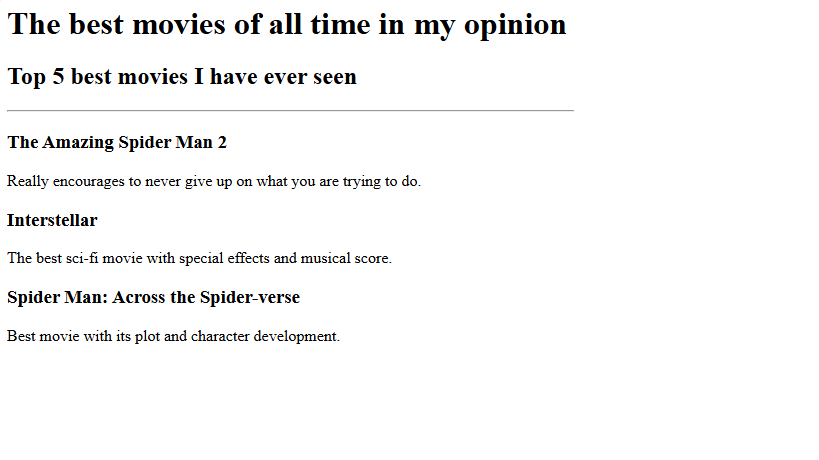 The best movies of all time in my opinion
Top 5 best movies I have ever seen
The Amazing Spider Man 2
Really encourages to never give up on what you are trying to do.
Interstellar
The best sci-fi movie with special effects and musical score.
Spider Man: Across the Spider-verse
Best movie with its plot and character development.